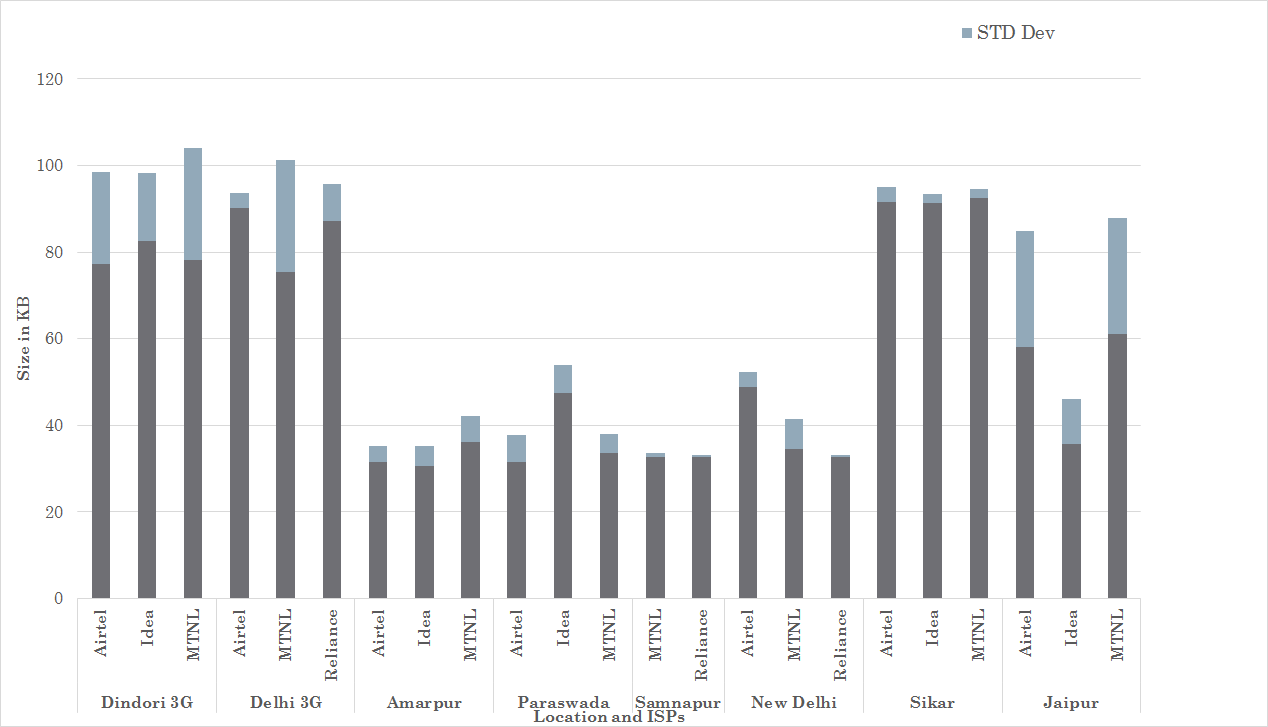 STD Dev
120
100
80
60
40
20
0
Size in KB
Airtel Idea MTNL Airtel MTNL Reliance Airtel Idea MTNL Airtel Idea MTNL MTNL Reliance Airtel MTNL Reliance Airtel Idea MTNL Airtel Idea MTNL
Dindori 3G Delhi 3G Amarpur Paraswada Samnapur New Delhi Sikar Jaipur
Location and ISPs